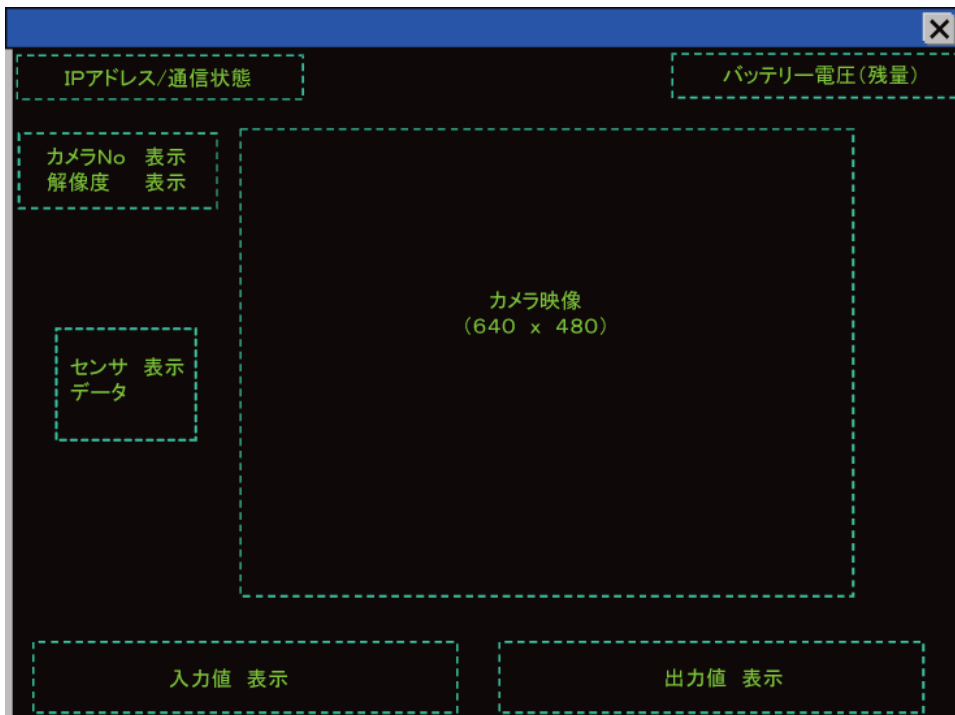 IPアドレス/通信状態
バッテリー電圧(残量)
カメラNo 表示
解像度 表示
カメラ映像
(640 x 480)
センサ 表示
データ
入力値 表示
出力値 表示